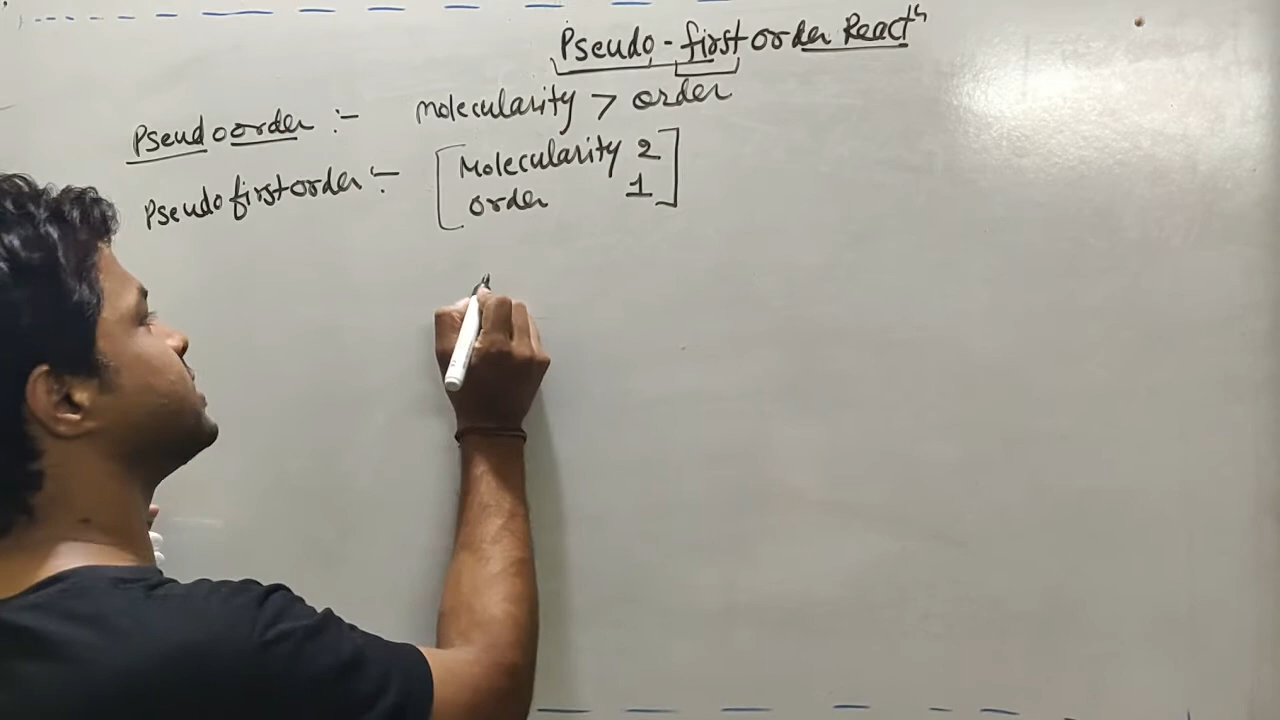 Pseudo-first order Reactⁿ
Pseudo order :- molecularity > order
Pseudo first order :- [Molecularity 2
order 1]